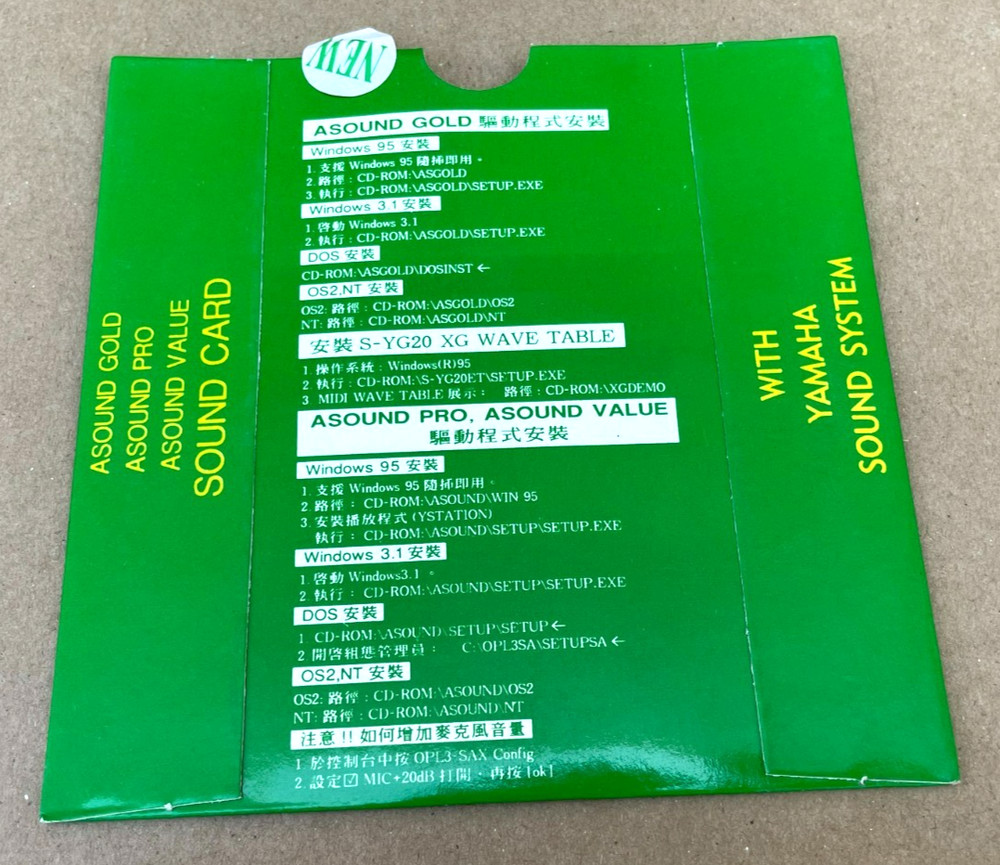 NEW
ASOUND GOLD 驅動程式安裝
Windows 95 安裝
1. 支援 Windows 95 隨插即用。
2. 路徑 : CD-ROM:\ASGOLD
3. 執行 : CD-ROM:\ASGOLD\SETUP.EXE
Windows 3.1 安裝
1. 啓動 Windows 3.1
2. 執行 : CD-ROM:\ASGOLD\SETUP.EXE
DOS 安裝
CD-ROM:\ASGOLD\DOSINST ←
OS2,NT 安裝
OS2: 路徑 : CD-ROM:\ASGOLD\OS2
NT: 路徑 : CD-ROM:\ASGOLD\NT
安裝 S-YG20 XG WAVE TABLE
1. 操作系統 : Windows(R)95
2. 執行 : CD-ROM:\S-YG20ET\SETUP.EXE
3 MIDI WAVE TABLE 展示： 路徑 : CD-ROM:\XGDEMO
ASOUND PRO, ASOUND VALUE
驅動程式安裝
Windows 95 安裝
1. 支援 Windows 95 隨插即用。
2. 路徑： CD-ROM:\ASOUND\WIN 95
3. 安裝播放程式 (YSTATION)
執行： CD-ROM:\ASOUND\SETUP\SETUP.EXE
Windows 3.1 安裝
1. 啓動 Windows3.1 。
2. 執行： CD-ROM:\ASOUND\SETUP\SETUP.EXE
DOS 安裝
1 CD-ROM:\ASOUND\SETUP\SETUP ←
2 開啓組態管理員： C:\OPL3SA\SETUPSA ←
OS2,NT 安裝
OS2: 路徑 : CD-ROM:\ASOUND\OS2
NT: 路徑 : CD-ROM:\ASOUND\NT
注意 !! 如何增加麥克風音量
1 於控制台中按 OPL3-SAX Config
2. 設定☑ MIC+20dB 打開，再按 [ok]
ASOUND GOLD
ASOUND PRO
ASOUND VALUE
SOUND CARD
WITH
YAMAHA
SOUND SYSTEM